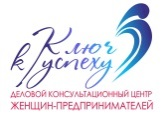 Ключ
к успеху
ДЕЛОВОЙ КОНСУЛЬТАЦИОННЫЙ ЦЕНТР
ЖЕНЩИН-ПРЕДПРИНИМАТЕЛЕЙ